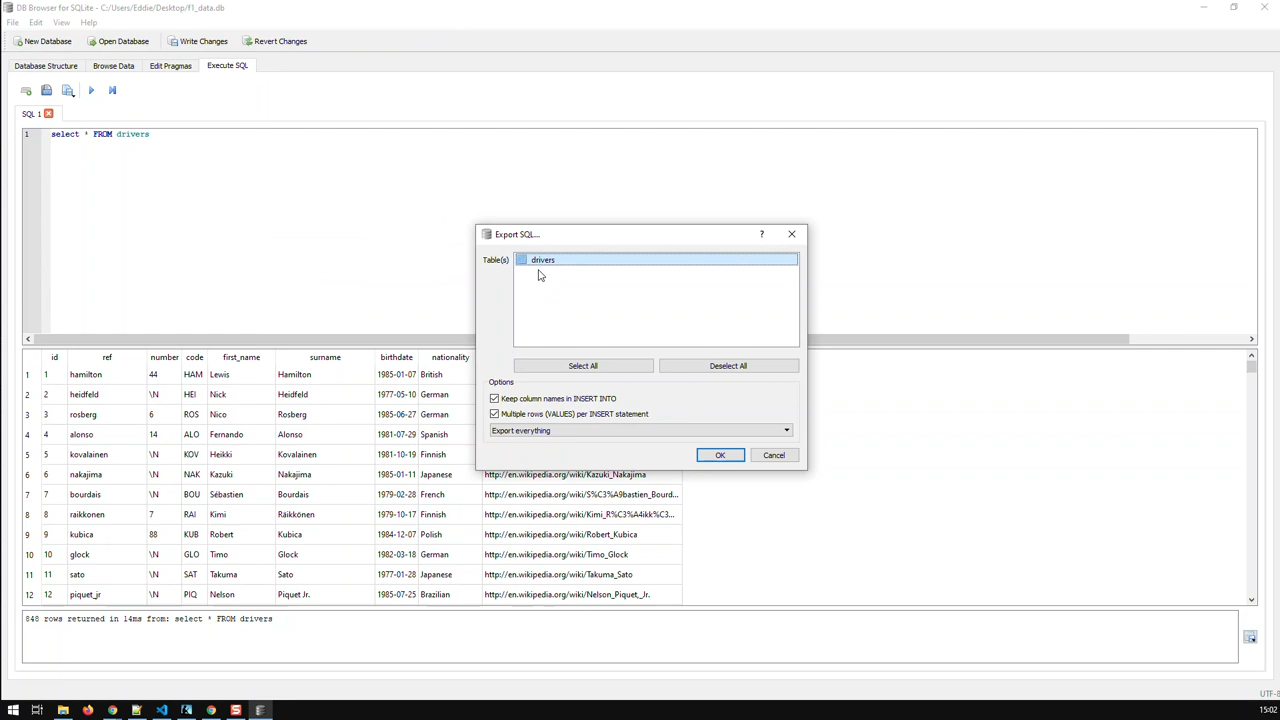 DB Browser for SQLite - C:/Users/Eddie/Desktop/f1_data.db
File Edit View Help
New Database Open Database Write Changes Revert Changes
Database Structure Browse Data Edit Pragmas Execute SQL
SQL 1
1 select * FROM drivers
Export SQL... ?
Table(s) drivers
Select All Deselect All
Options
Keep column names in INSERT INTO
Multiple rows (VALUES) per INSERT statement
Export everything
OK Cancel
id ref number code first_name surname birthdate nationality
1 1 hamilton 44 HAM Lewis Hamilton 1985-01-07 British
2 2 heidfeld \N HEI Nick Heidfeld 1977-05-10 German
3 3 rosberg 6 ROS Nico Rosberg 1985-06-27 German
4 4 alonso 14 ALO Fernando Alonso 1981-07-29 Spanish
5 5 kovalainen \N KOV Heikki Kovalainen 1981-10-19 Finnish
6 6 nakajima \N NAK Kazuki Nakajima 1985-01-11 Japanese http://en.wikipedia.org/wiki/Kazuki_Nakajima
7 7 bourdais \N BOU Sébastien Bourdais 1979-02-28 French http://en.wikipedia.org/wiki/S%C3%A9bastien_Bourd...
8 8 raikkonen 7 RAI Kimi Räikkönen 1979-10-17 Finnish http://en.wikipedia.org/wiki/Kimi_R%C3%A4ikk%C3...
9 9 kubica 88 KUB Robert Kubica 1984-12-07 Polish http://en.wikipedia.org/wiki/Robert_Kubica
10 10 glock \N GLO Timo Glock 1982-03-18 German http://en.wikipedia.org/wiki/Timo_Glock
11 11 sato \N SAT Takuma Sato 1977-01-28 Japanese http://en.wikipedia.org/wiki/Takuma_Sato
12 12 piquet_jr \N PIQ Nelson Piquet Jr. 1985-07-25 Brazilian http://en.wikipedia.org/wiki/Nelson_Piquet,_Jr.
848 rows returned in 14ms from: select * FROM drivers
UTF-8
15:02